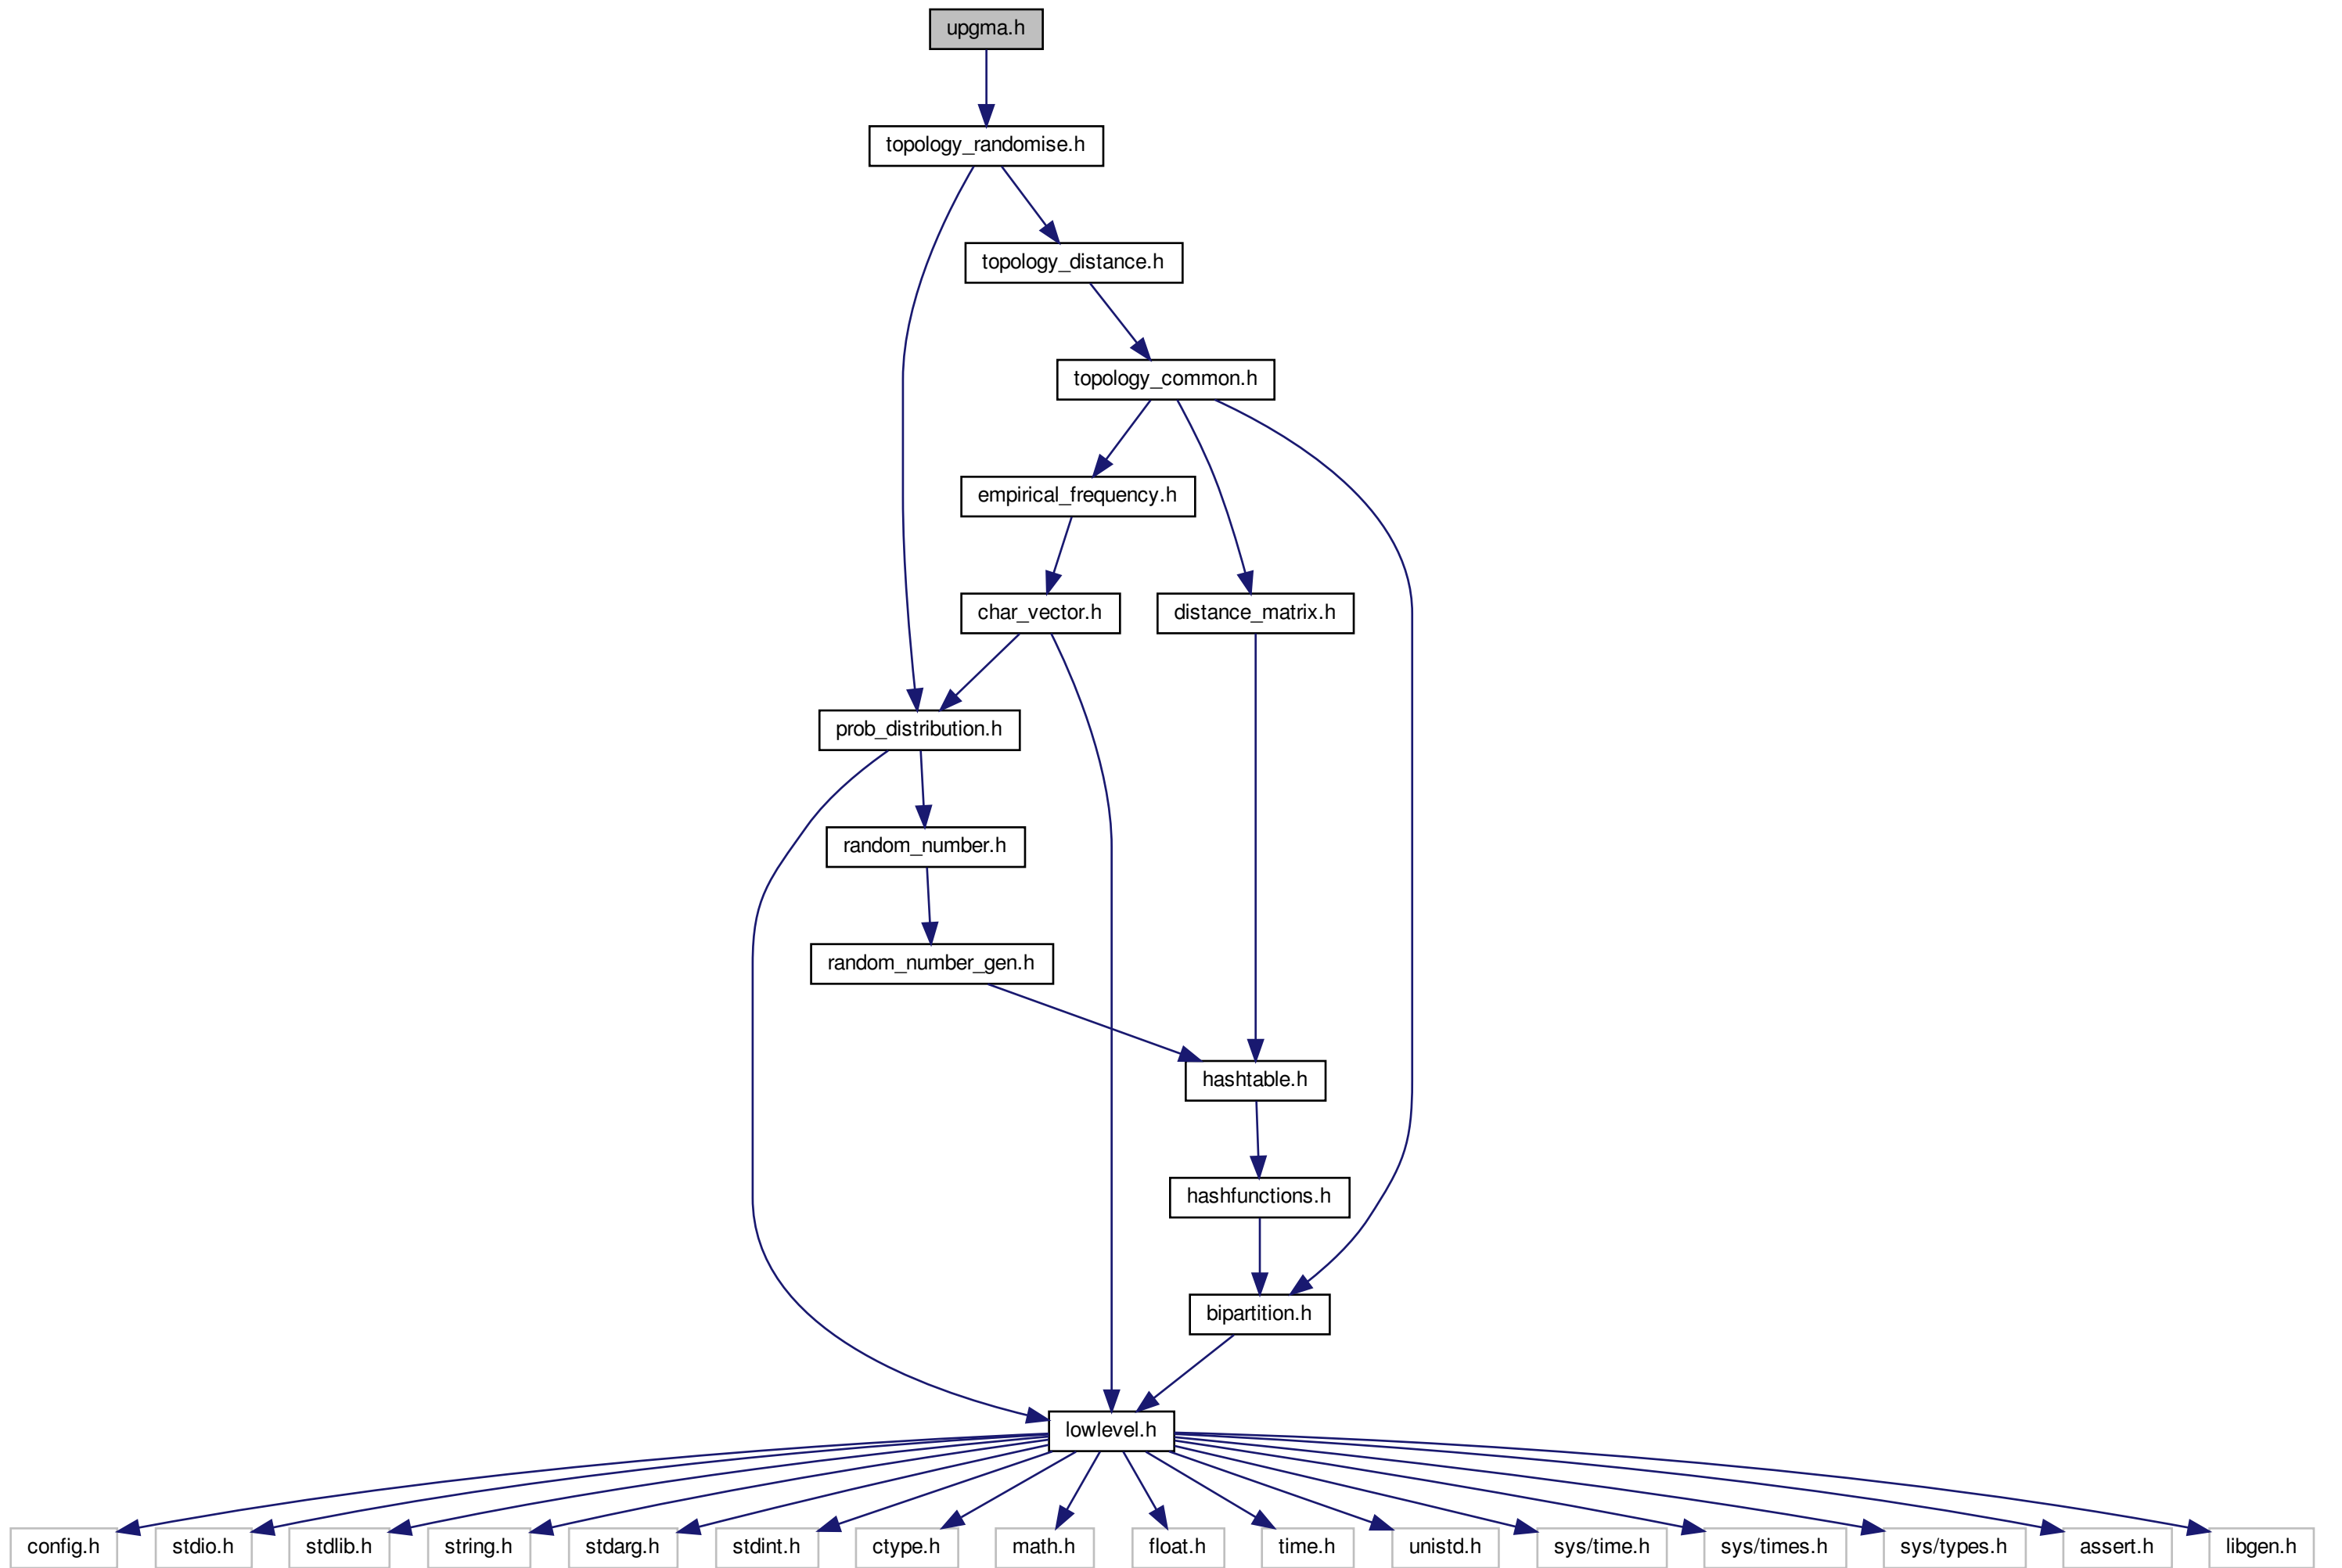 upgma.h
topology_randomise.h
topology_distance.h
topology_common.h
empirical_frequency.h
char_vector.h
distance_matrix.h
prob_distribution.h
random_number.h
random_number_gen.h
hashtable.h
hashfunctions.h
bipartition.h
lowlevel.h
config.h
stdio.h
stdlib.h
string.h
stdarg.h
stdint.h
ctype.h
math.h
float.h
time.h
unistd.h
sys/time.h
sys/times.h
sys/types.h
assert.h
libgen.h